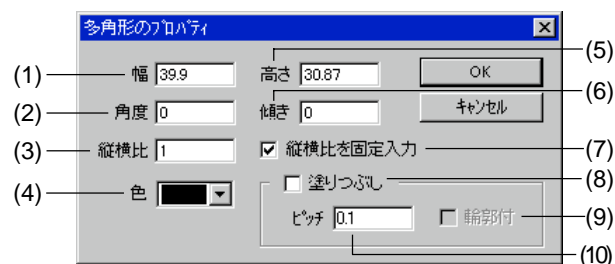 多角形のﾌﾟﾛﾊﾟﾃｨ
(1) 幅 39.9 高さ 30.87 OK (5)
(2) 角度 0 傾き 0 ｷｬﾝｾﾙ (6)
(3) 縦横比 1 縦横比を固定入力 (7)
(4) 色 塗りつぶし (8)
ﾋﾟｯﾁ 0.1 輪郭付 (9)
(10)